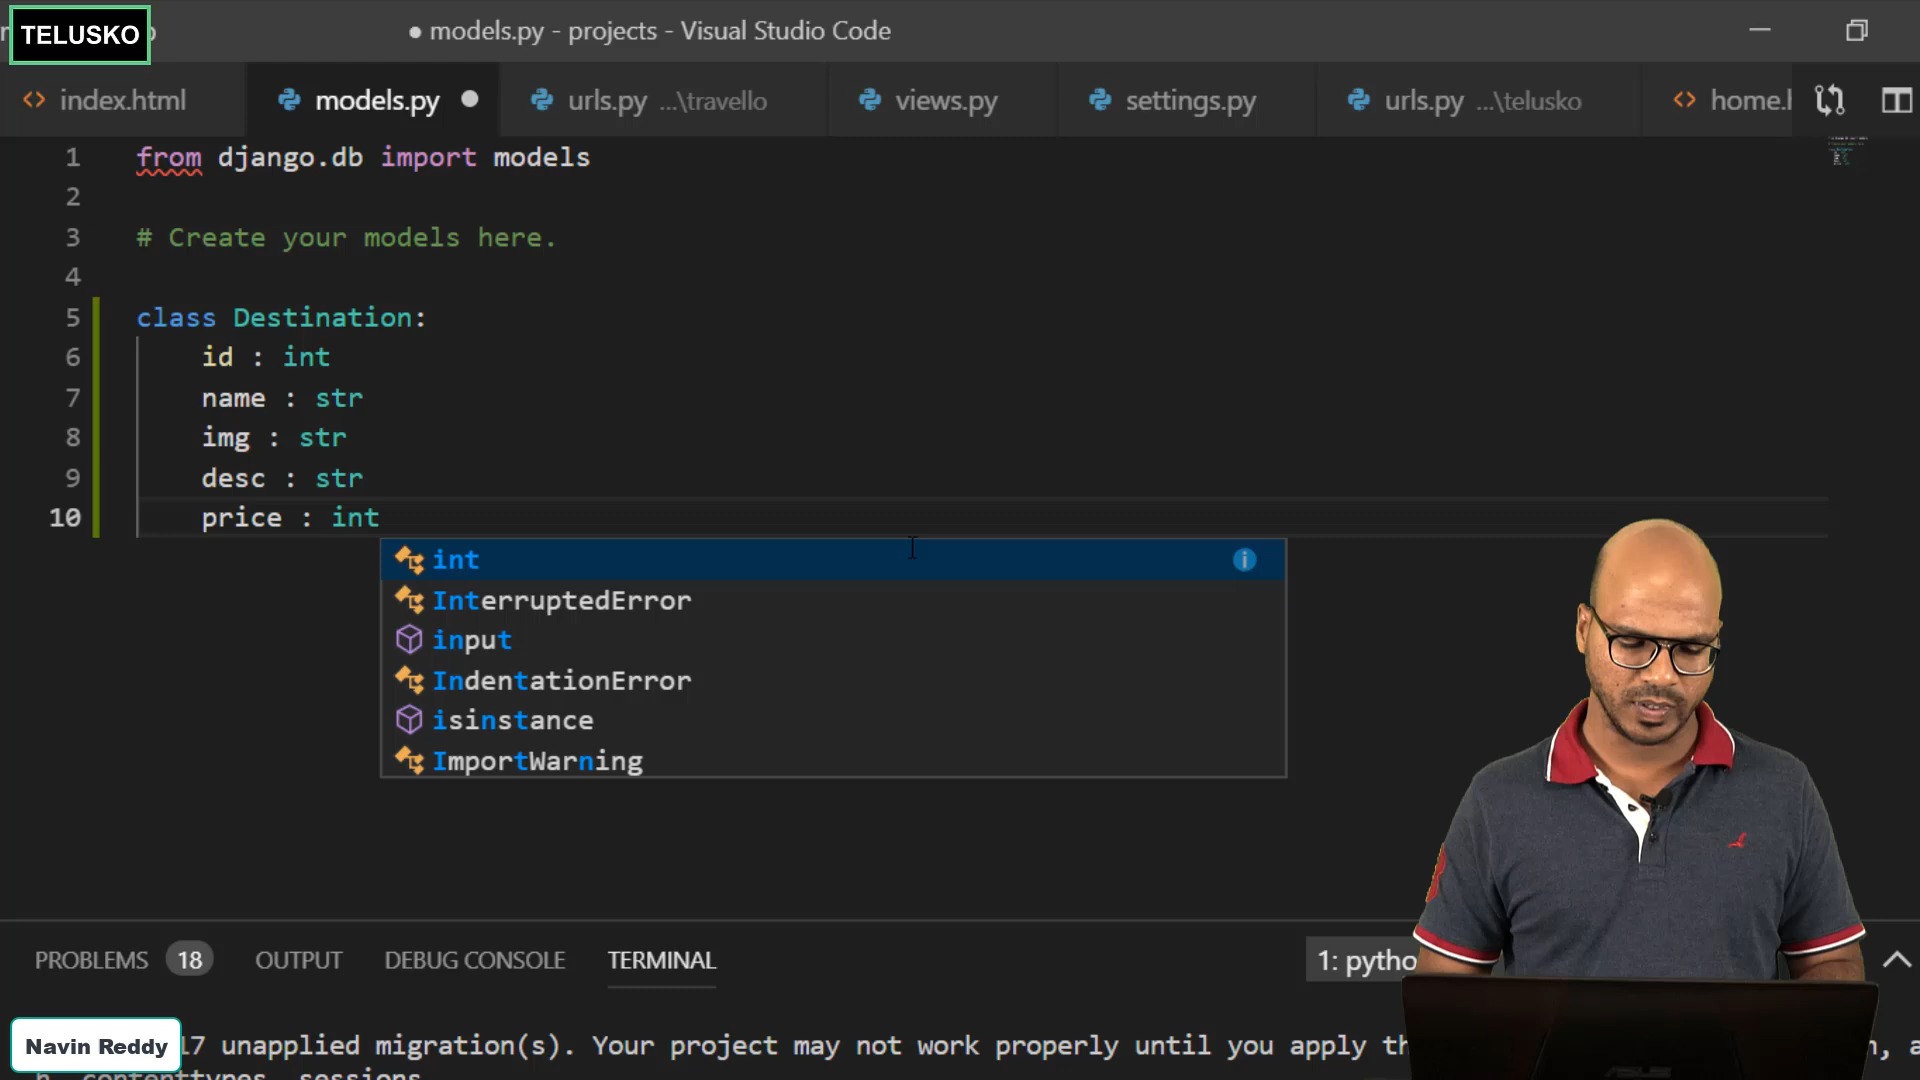 TELUSKO
● models.py - projects - Visual Studio Code
<> index.html
models.py ●
urls.py ...\travello
views.py
settings.py
urls.py ...\telusko
<> home.
1 from django.db import models
2
3 # Create your models here.
4
5 class Destination:
6 id : int
7 name : str
8 img : str
9 desc : str
10 price : int
int
InterruptedError
input
IndentationError
isinstance
ImportWarning
PROBLEMS 18 OUTPUT DEBUG CONSOLE TERMINAL
1: pytho
Navin Reddy
17 unapplied migration(s). Your project may not work properly until you apply th
contenttypes, sessions
ASUS